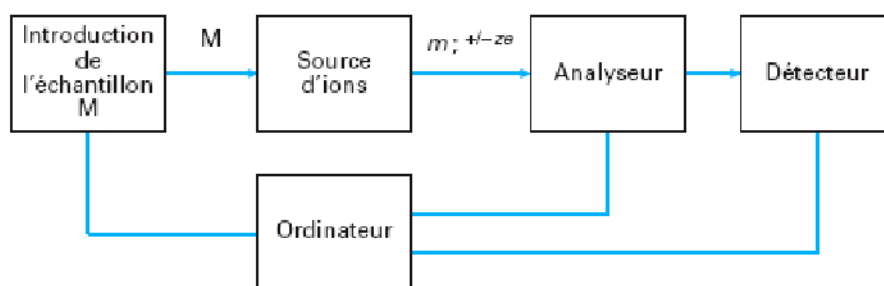 Introduction
de
l'échantillon
M
M
Source
d'ions
m ; +/–ze
Analyseur
Détecteur
Ordinateur